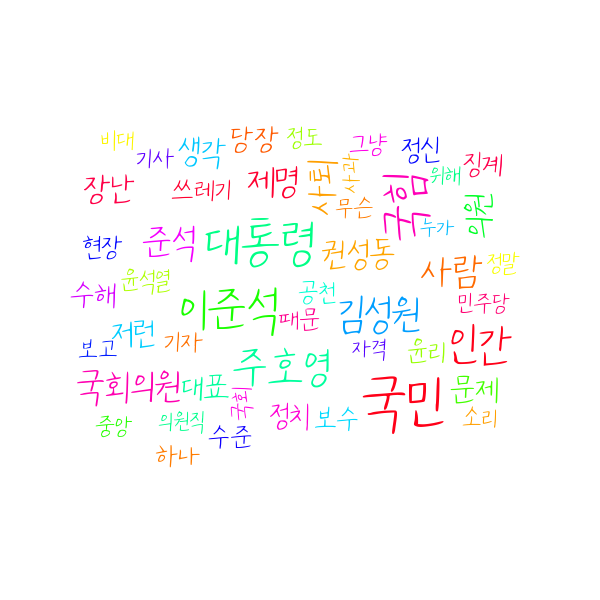 비대
기사
생각
당장
정도
그냥
정신
징계
장난
쓰레기
제명
사퇴
사과
무슨
국힘
위해
의원
누가
현장
준석
대통령
권성동
사람
정말
수해
윤석열
이준석
때문
공천
김성원
민주당
보고
저런
기자
자격
윤리
인간
국회의원
대표
주호영
국회
국민
문제
중앙
의원직
수준
정치
보수
소리
하나